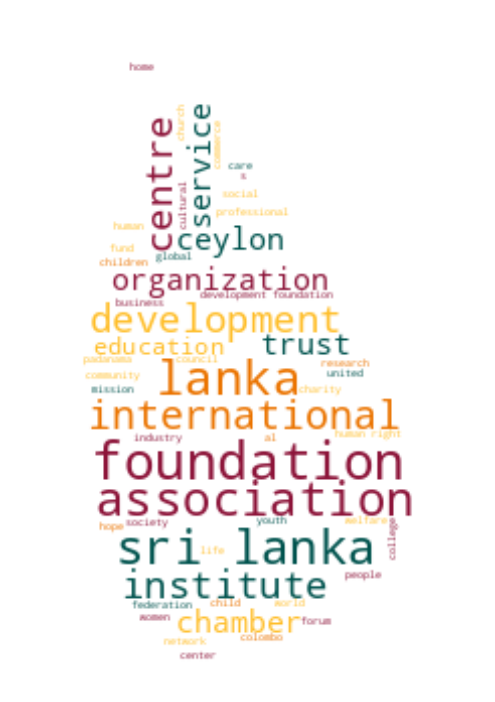 home
centre
church
service
commerce
care
s
cultural
social
professional
human
ceylon
fund
global
children
organization
development foundation
business
development
education
trust
padanama
council
research
community
united
lanka
mission
charity
international
industry
al
human right
foundation
association
hope
society
youth
welfare
college
sri lanka
life
people
institute
federation
child
world
women
chamber
forum
network
colombo
center